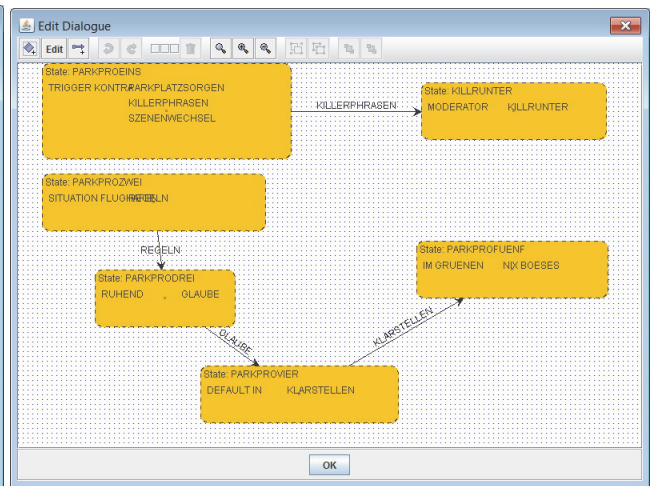 Edit Dialogue
Edit
State: PARKPROEINS
TRIGGER KONTRA PARKPLATZSORGEN
KILLERPHRASEN
SZENENWECHSEL
KILLERPHRASEN
State: KILLRUNTER
MODERATOR KILLRUNTER
State: PARKPROZWEI
SITUATION REGELN
REGELN
State: PARKPRODREI
RUHEND GLAUBE
State: PARKPROFUENF
IM GRUENEN NIX BOESES
GLAUBE
KLARSTELLEN
State: PARKPROVIER
DEFAULT IN KLARSTELLEN
OK